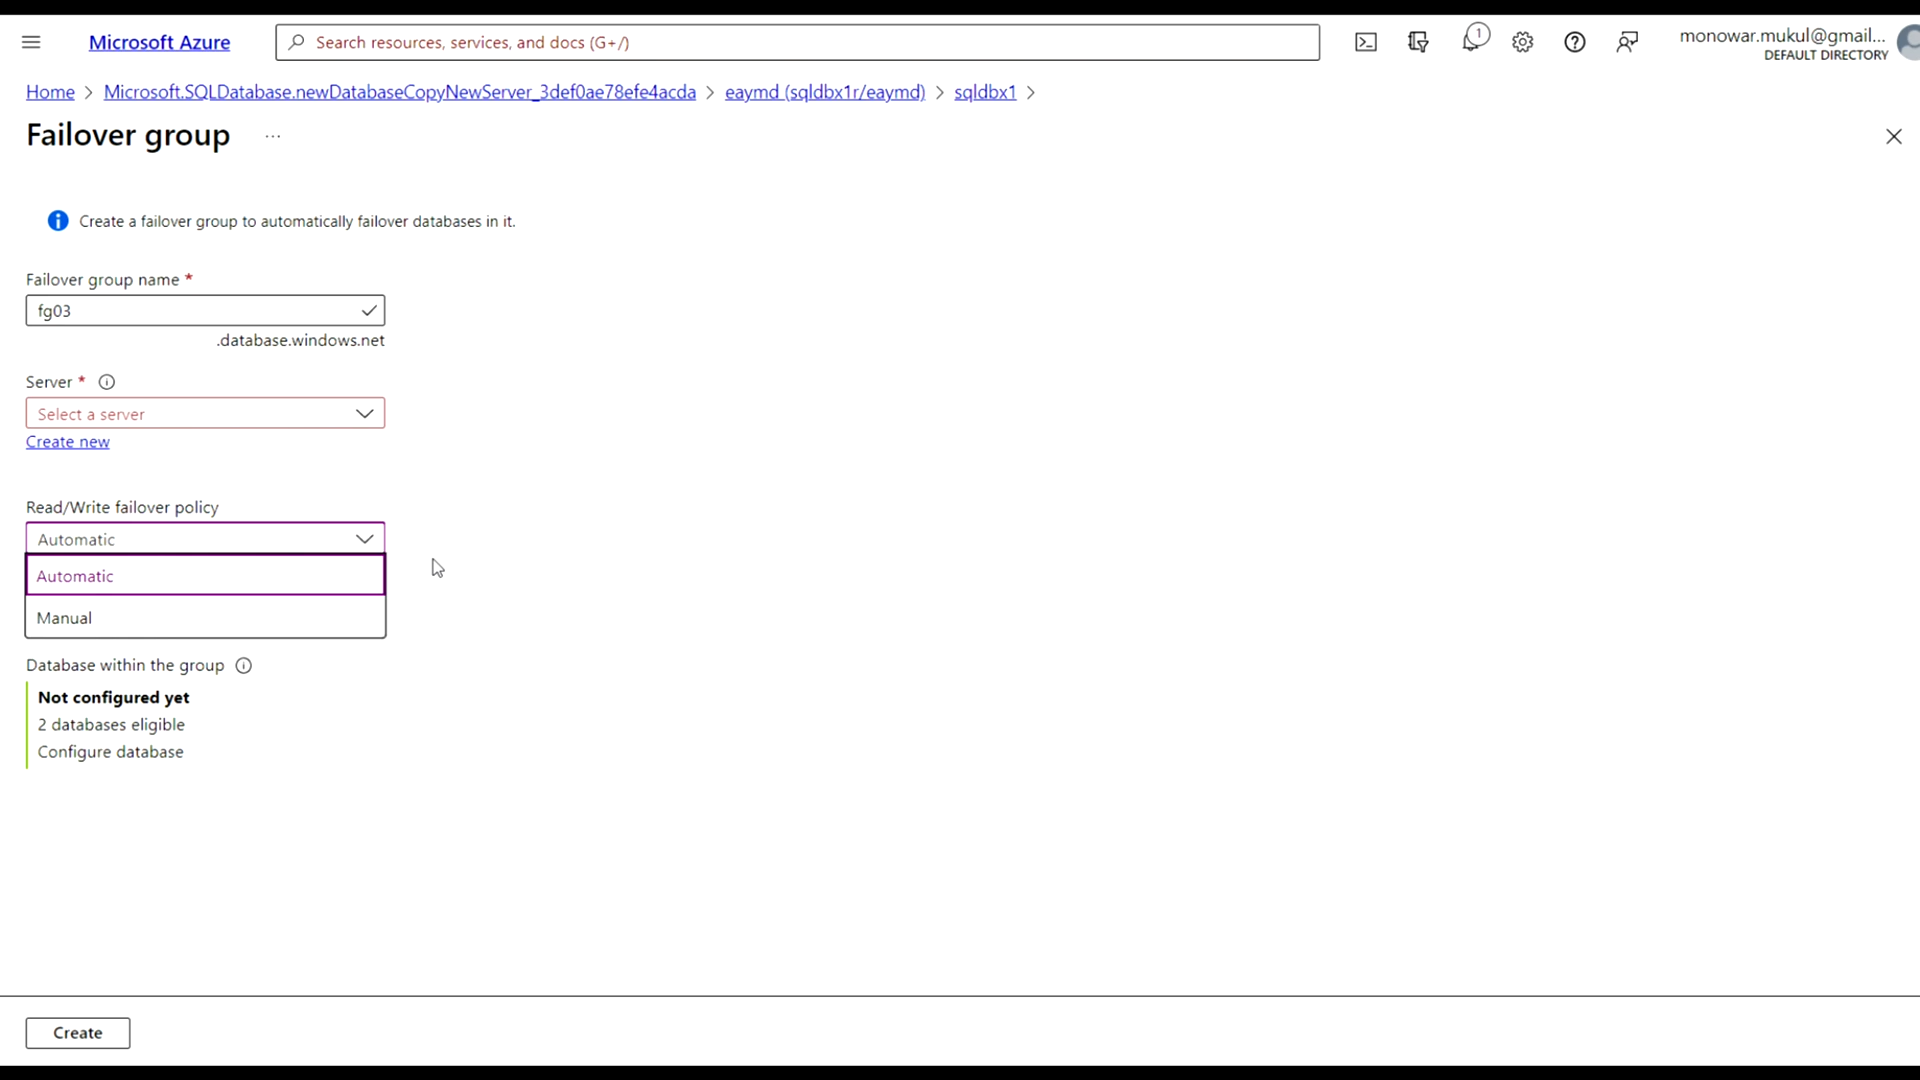 Microsoft Azure
Search resources, services, and docs (G+/)
1
monowar.mukul@gmail...
DEFAULT DIRECTORY
Home > Microsoft.SQLDatabase.newDatabaseCopyNewServer_3def0ae78efe4acda > eaymd (sqldbx1r/eaymd) > sqldbx1 >
Failover group ...
Create a failover group to automatically failover databases in it.
Failover group name *
fg03
.database.windows.net
Server *
Select a server
Create new
Read/Write failover policy
Automatic
Automatic
Manual
Database within the group
Not configured yet
2 databases eligible
Configure database
Create